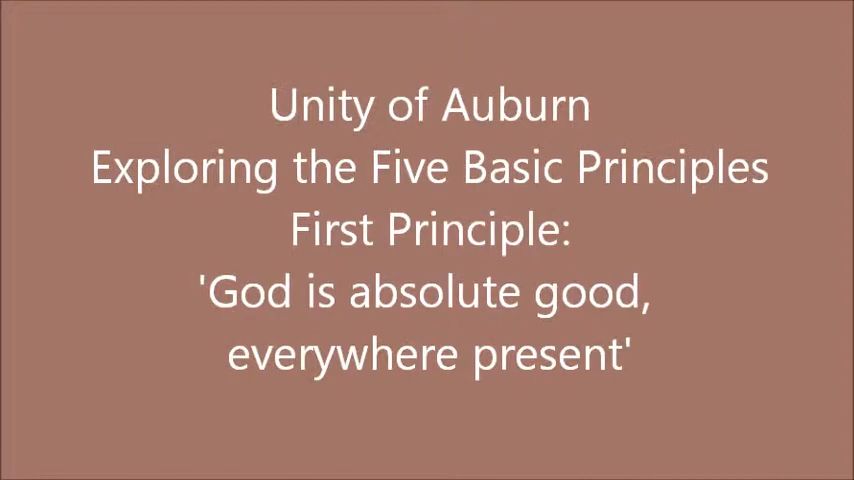 Unity of Auburn
Exploring the Five Basic Principles
First Principle:
'God is absolute good,
everywhere present'